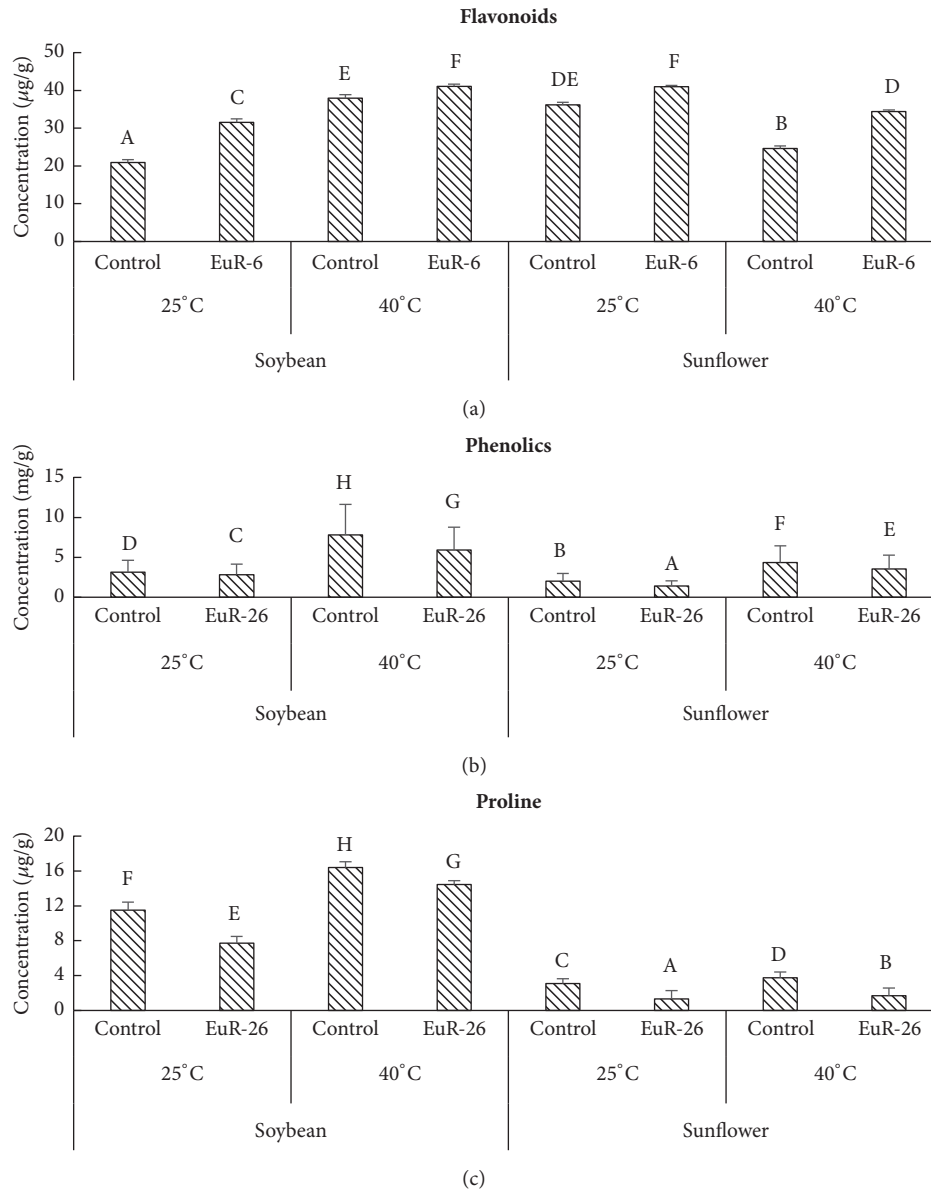 Flavonoids
Concentration (µg/g)
50
40
30
20
10
0
A
C
E
F
DE
F
B
D
Control EuR-6 Control EuR-6 Control EuR-6 Control EuR-6
25°C 40°C 25°C 40°C
Soybean Sunflower
(a)
Phenolics
Concentration (mg/g)
15
10
5
0
D
C
H
G
B
A
F
E
Control EuR-26 Control EuR-26 Control EuR-26 Control EuR-26
25°C 40°C 25°C 40°C
Soybean Sunflower
(b)
Proline
Concentration (µg/g)
20
16
12
8
4
0
F
E
H
G
C
A
D
B
Control EuR-26 Control EuR-26 Control EuR-26 Control EuR-26
25°C 40°C 25°C 40°C
Soybean Sunflower
(c)